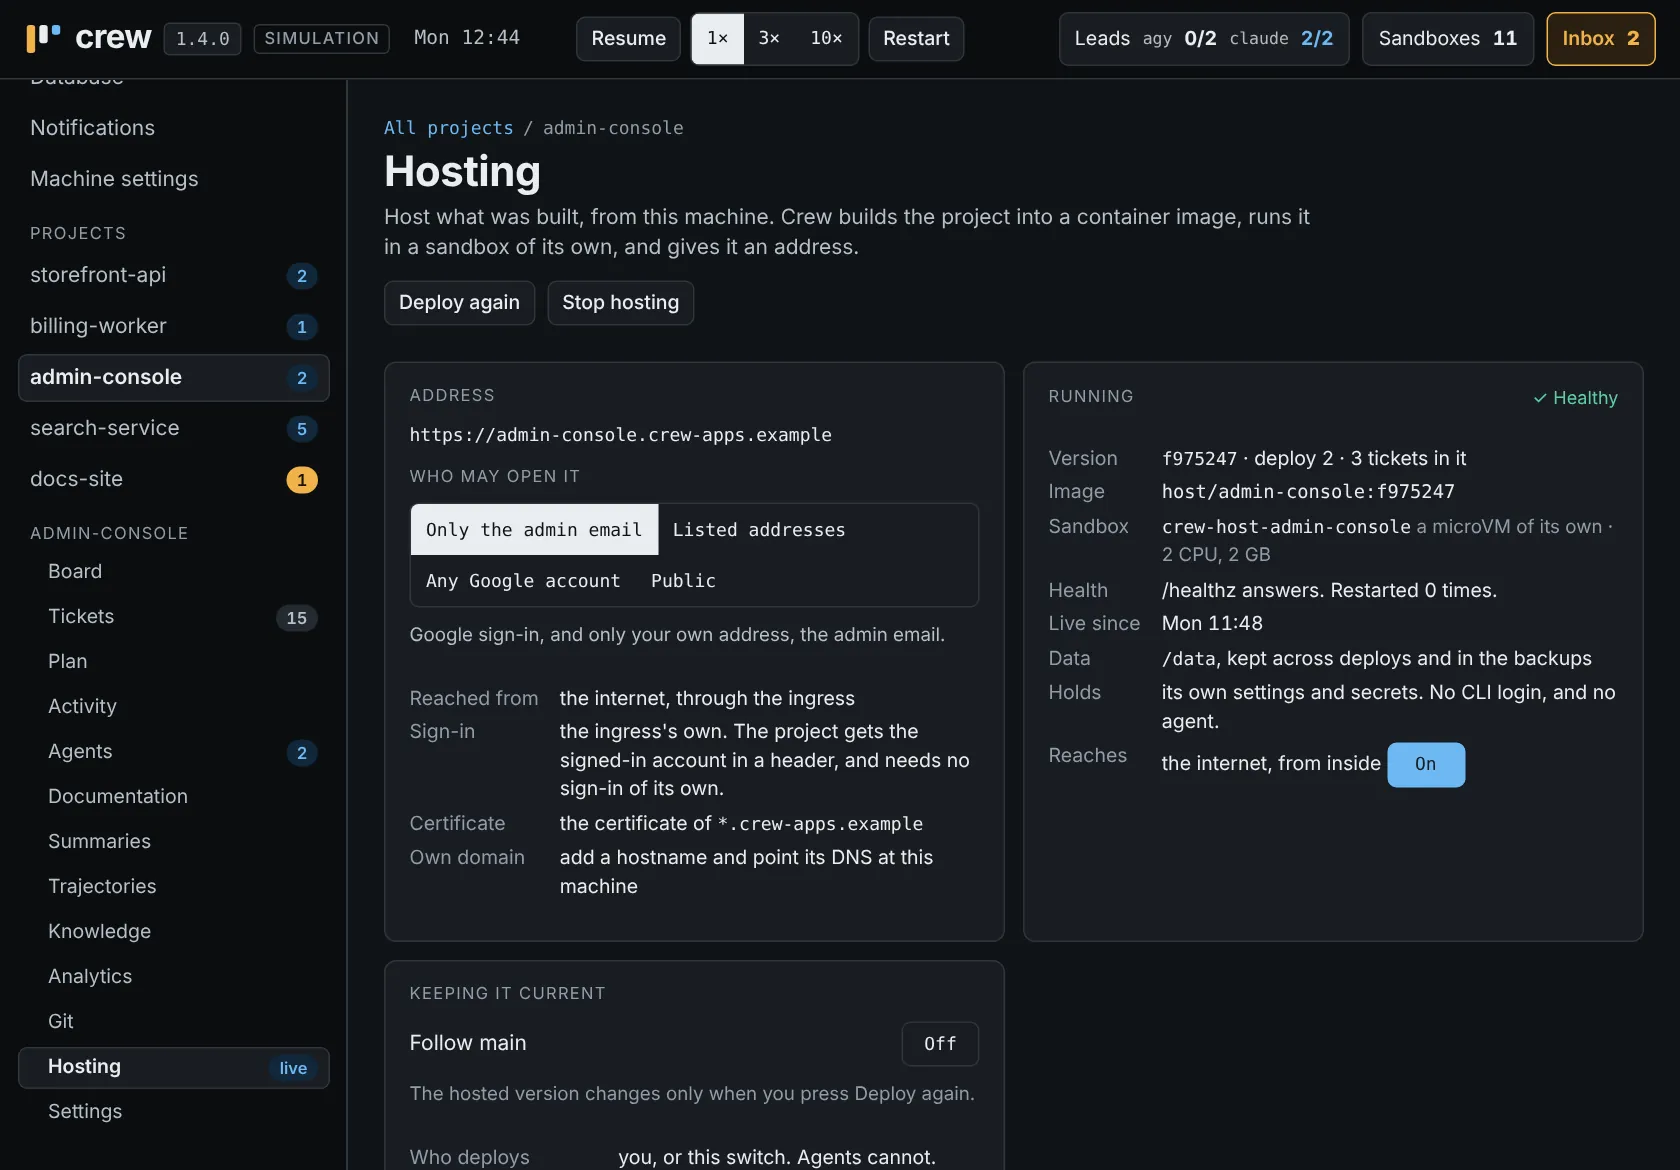 crew 1.4.0 SIMULATION Mon 12:44 Resume 1× 3× 10× Restart Leads agy 0/2 claude 2/2 Sandboxes 11 Inbox 2
Database
Notifications
Machine settings
PROJECTS
storefront-api 2
billing-worker 1
admin-console 2
search-service 5
docs-site 1
ADMIN-CONSOLE
Board
Tickets 15
Plan
Activity
Agents 2
Documentation
Summaries
Trajectories
Knowledge
Analytics
Git
Hosting live
Settings
All projects / admin-console
Hosting
Host what was built, from this machine. Crew builds the project into a container image, runs it
in a sandbox of its own, and gives it an address.
Deploy again Stop hosting
ADDRESS
https://admin-console.crew-apps.example
WHO MAY OPEN IT
Only the admin email Listed addresses
Any Google account Public
Google sign-in, and only your own address, the admin email.
Reached from the internet, through the ingress
Sign-in the ingress's own. The project gets the
signed-in account in a header, and needs no
sign-in of its own.
Certificate the certificate of *.crew-apps.example
Own domain add a hostname and point its DNS at this
machine
RUNNING ✓ Healthy
Version f975247 · deploy 2 · 3 tickets in it
Image host/admin-console:f975247
Sandbox crew-host-admin-console a microVM of its own ·
2 CPU, 2 GB
Health /healthz answers. Restarted 0 times.
Live since Mon 11:48
Data /data, kept across deploys and in the backups
Holds its own settings and secrets. No CLI login, and no
agent.
Reaches the internet, from inside On
KEEPING IT CURRENT
Follow main Off
The hosted version changes only when you press Deploy again.
Who deploys you, or this switch. Agents cannot.